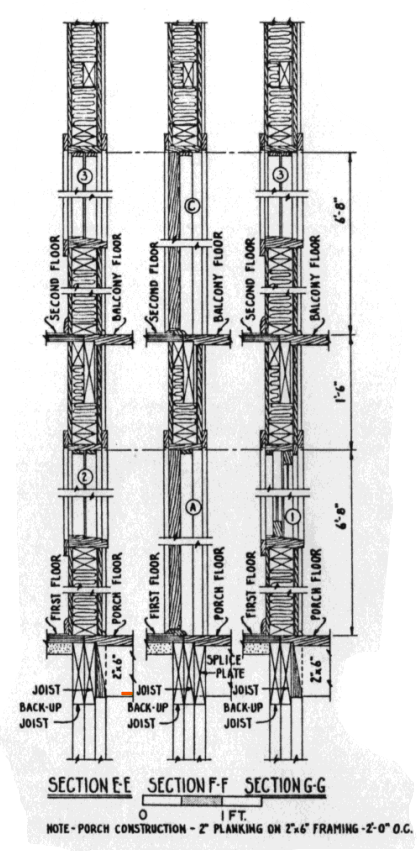 3
C
3
6'-8"
SECOND FLOOR
BALCONY FLOOR
SECOND FLOOR
BALCONY FLOOR
SECOND FLOOR
BALCONY FLOOR
1'-6"
2
A
1
6'-8"
FIRST FLOOR
PORCH FLOOR
FIRST FLOOR
PORCH FLOOR
FIRST FLOOR
PORCH FLOOR
2"x6"
SPLICE
PLATE
2"x6"
JOIST
JOIST
JOIST
BACK-UP
JOIST
BACK-UP
JOIST
BACK-UP
JOIST
SECTION E-E
SECTION F-F
SECTION G-G
0
1 FT.
NOTE - PORCH CONSTRUCTION - 2" PLANKING ON 2"x6" FRAMING - 2'-0" O.C.